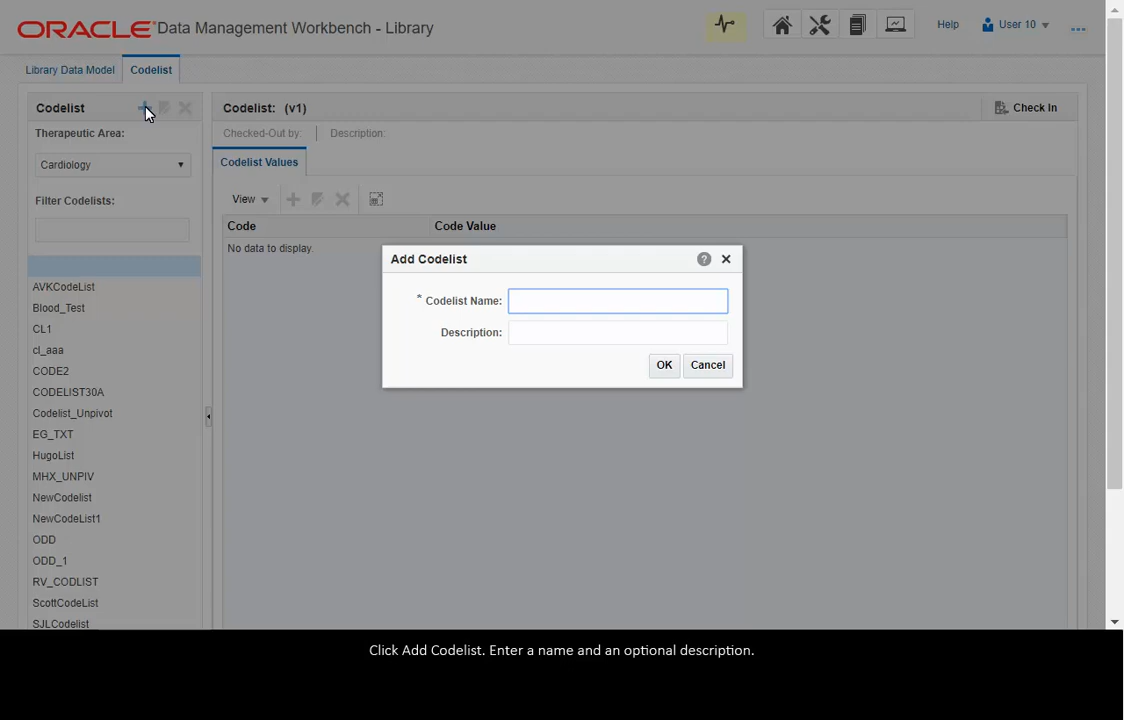 ORACLE® Data Management Workbench - Library
Help
User 10
Library Data Model
Codelist
Codelist
Therapeutic Area:
Cardiology
Filter Codelists:
AVKCodeList
Blood_Test
CL1
cl_aaa
CODE2
CODELIST30A
Codelist_Unpivot
EG_TXT
HugoList
MHX_UNPIV
NewCodelist
NewCodeList1
ODD
ODD_1
RV_CODLIST
ScottCodeList
SJLCodelist
Codelist: (v1)
Check In
Checked-Out by:
Description:
Codelist Values
View
Code
Code Value
No data to display.
Add Codelist
?
* Codelist Name:
Description:
OK
Cancel
Click Add Codelist. Enter a name and an optional description.